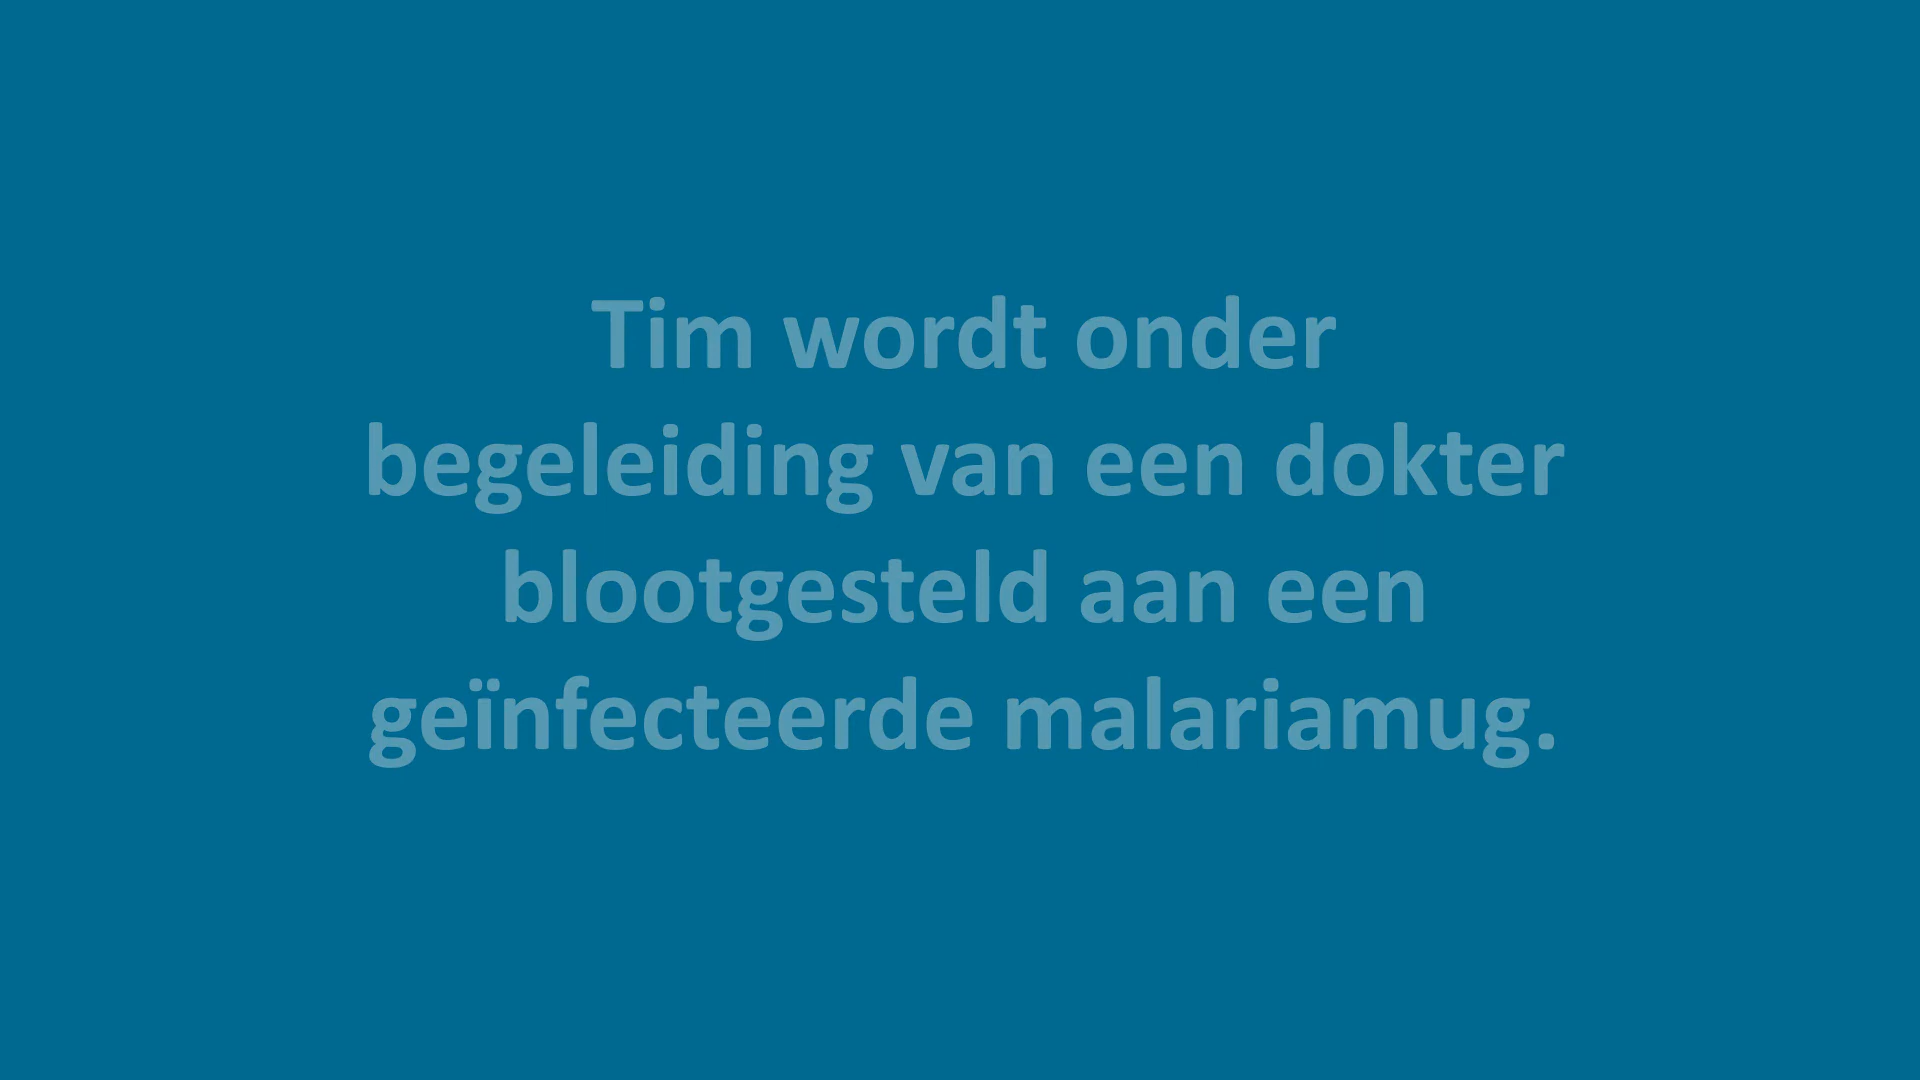 Tim wordt onder
begeleiding van een dokter
blootgesteld aan een
geïnfecteerde malariamug.